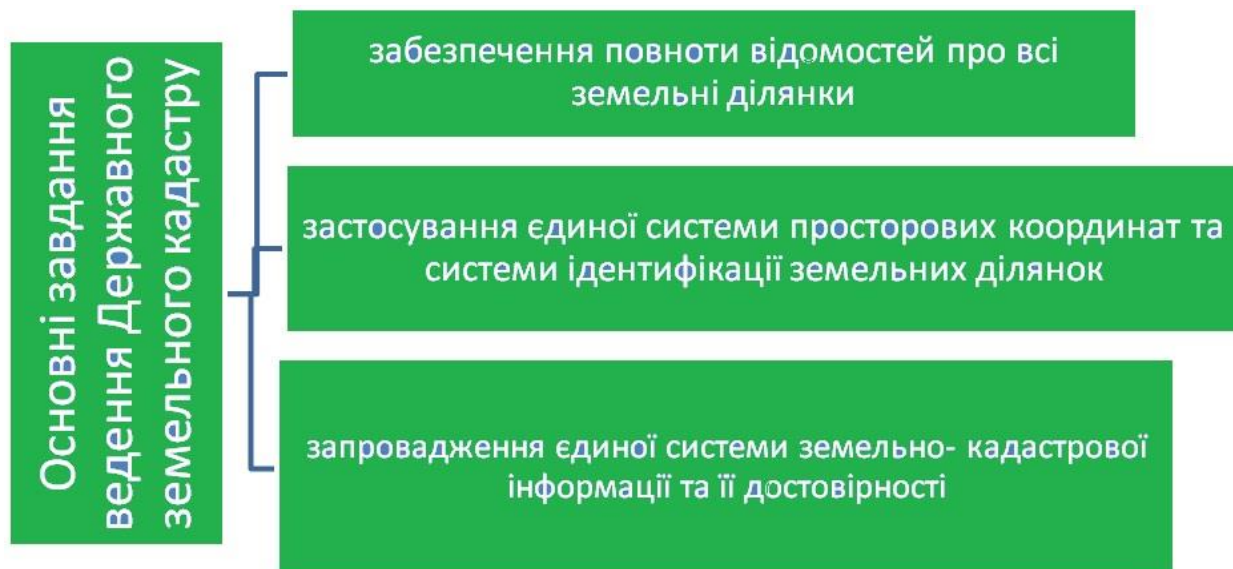 Основні завдання
ведення Державного
земельного кадастру
забезпечення повноти відомостей про всі
земельні ділянки
застосування єдиної системи просторових координат та
системи ідентифікації земельних ділянок
запровадження єдиної системи земельно- кадастрової
інформації та її достовірності